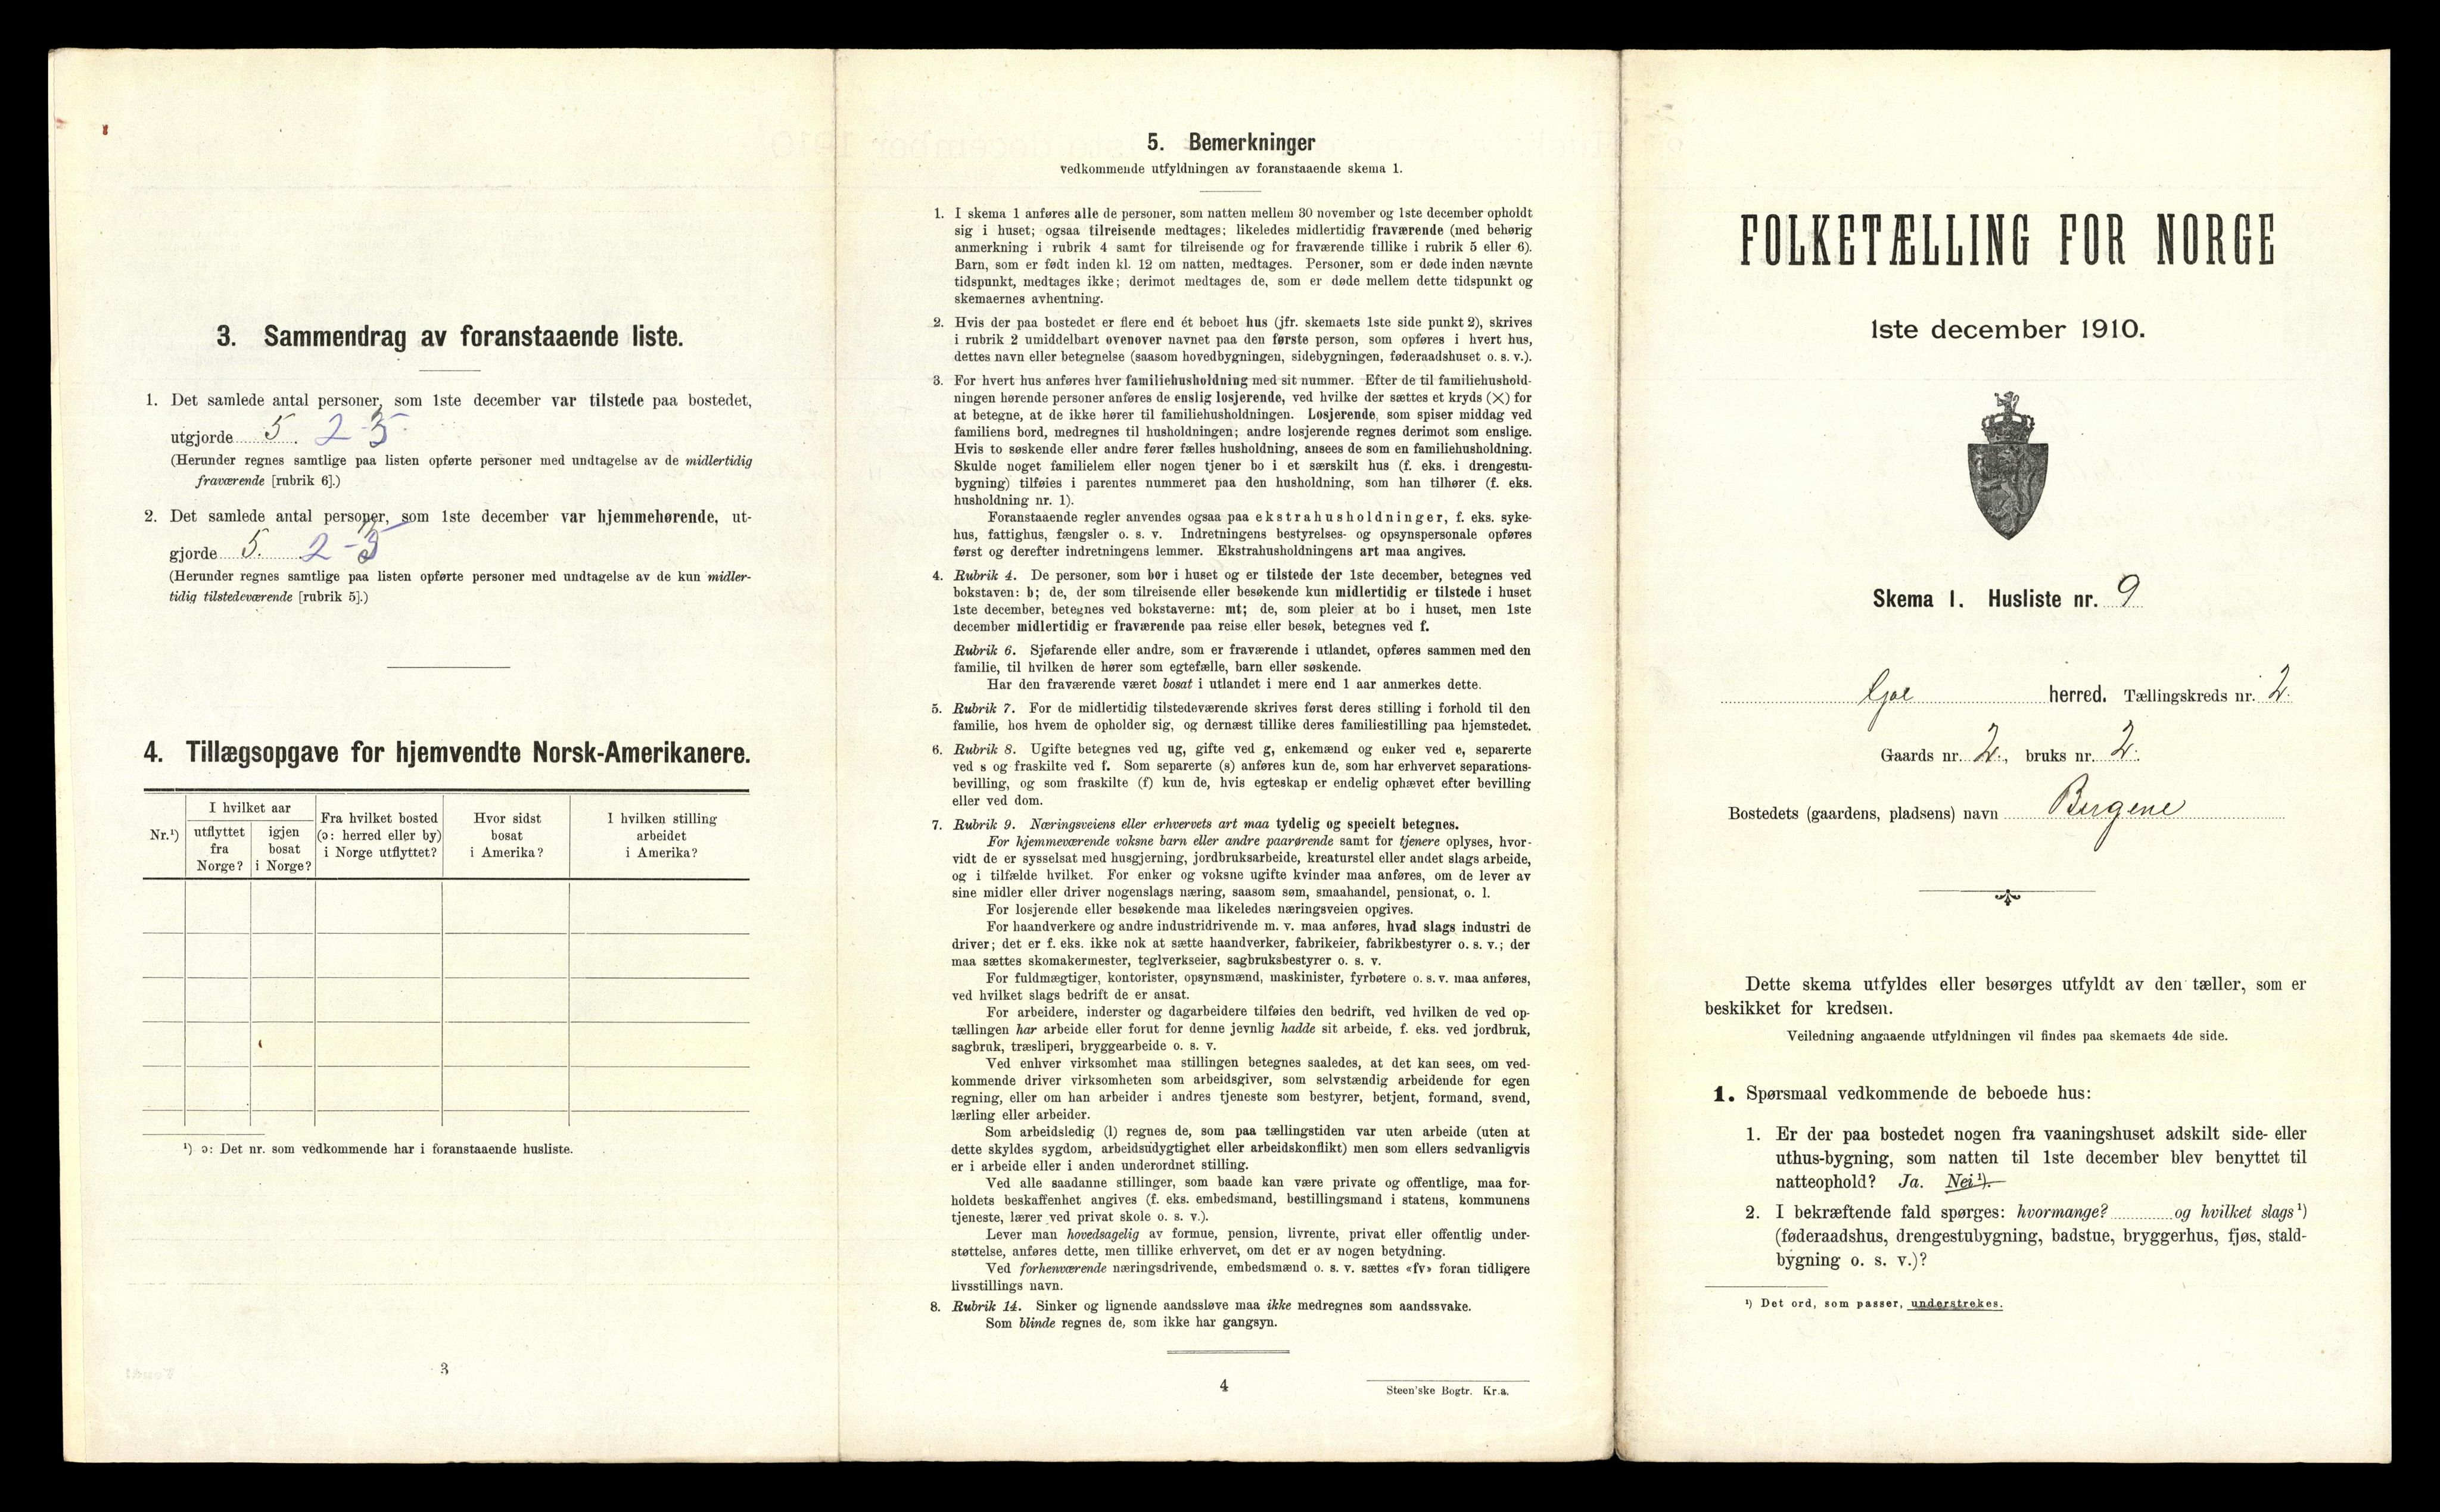 3. Sammendrag av foranstaaende liste.
1. Det samlede antal personer, som 1ste december var tilstede paa bostedet,
utgjorde 5. 2-3
(Herunder regnes samtlige paa listen opførte personer med undtagelse av de midlertidig
fraværende [rubrik 6].)
2. Det samlede antal personer, som 1ste december var hjemmehørende, ut-
gjorde 5. 2-3
(Herunder regnes samtlige paa listen opførte personer med undtagelse av de kun midler-
tidig tilstedeværende [rubrik 5].)
4. Tillægsopgave for hjemvendte Norsk-Amerikanere.
Nr.¹)
I hvilket aar
utflyttet
fra
Norge?
igjen
bosat
i Norge?
Fra hvilket bosted
(ɔ: herred eller by)
i Norge utflyttet?
Hvor sidst
bosat
i Amerika?
I hvilken stilling
arbeidet
i Amerika?
¹) ɔ: Det nr. som vedkommende har i foranstaaende husliste.
3
5. Bemerkninger
vedkommende utfyldningen av foranstaaende skema 1.
1. I skema 1 anføres alle de personer, som natten mellem 30 november og 1ste december opholdt
sig i huset; ogsaa tilreisende medtages; likeledes midlertidig fraværende (med behørig
anmerkning i rubrik 4 samt for tilreisende og for fraværende tillike i rubrik 5 eller 6).
Barn, som er født inden kl. 12 om natten, medtages. Personer, som er døde inden nævnte
tidspunkt, medtages ikke; derimot medtages de, som er døde mellem dette tidspunkt og
skemaernes avhentning.
2. Hvis der paa bostedet er flere end ét beboet hus (jfr. skemaets 1ste side punkt 2), skrives
i rubrik 2 umiddelbart ovenover navnet paa den første person, som opføres i hvert hus,
dettes navn eller betegnelse (saasom hovedbygningen, sidebygningen, føderaadshuset o. s. v.).
3. For hvert hus anføres hver familiehusholdning med sit nummer. Efter de til familiehushold-
ningen hørende personer anføres de enslig losjerende, ved hvilke der sættes et kryds (×) for
at betegne, at de ikke hører til familiehusholdningen. Losjerende, som spiser middag ved
familiens bord, medregnes til husholdningen; andre losjerende regnes derimot som enslige.
Hvis to søskende eller andre fører fælles husholdning, ansees de som en familiehusholdning.
Skulde noget familielem eller nogen tjener bo i et særskilt hus (f. eks. i drengestu-
bygning) tilføies i parentes nummeret paa den husholdning, som han tilhører (f. eks.
husholdning nr. 1).
Foranstaaende regler anvendes ogsaa paa ekstrahusholdninger, f. eks. syke-
hus, fattighus, fængsler o. s. v. Indretningens bestyrelses- og opsynspersonale opføres
først og derefter indretningens lemmer. Ekstrahusholdningens art maa angives.
4. Rubrik 4. De personer, som bor i huset og er tilstede der 1ste december, betegnes ved
bokstaven: b; de, der som tilreisende eller besøkende kun midlertidig er tilstede i huset
1ste december, betegnes ved bokstaverne: mt; de, som pleier at bo i huset, men 1ste
december midlertidig er fraværende paa reise eller besøk, betegnes ved f.
Rubrik 6. Sjøfarende eller andre, som er fraværende i utlandet, opføres sammen med den
familie, til hvilken de hører som egtefælle, barn eller søskende.
Har den fraværende været bosat i utlandet i mere end 1 aar anmerkes dette.
5. Rubrik 7. For de midlertidig tilstedeværende skrives først deres stilling i forhold til den
familie, hos hvem de opholder sig, og dernæst tillike deres familiestilling paa hjemstedet.
6. Rubrik 8. Ugifte betegnes ved ug, gifte ved g, enkemænd og enker ved e, separerte
ved s og fraskilte ved f. Som separerte (s) anføres kun de, som har erhvervet separations-
bevilling, og som fraskilte (f) kun de, hvis egteskap er endelig ophævet efter bevilling
eller ved dom.
7. Rubrik 9. Næringsveiens eller erhvervets art maa tydelig og specielt betegnes.
For hjemmeværende voksne barn eller andre paarørende samt for tjenere oplyses, hvor-
vidt de er sysselsat med husgjerning, jordbruksarbeide, kreaturstel eller andet slags arbeide,
og i tilfælde hvilket. For enker og voksne ugifte kvinder maa anføres, om de lever av
sine midler eller driver nogenslags næring, saasom søm, smaahandel, pensionat, o. l.
For losjerende eller besøkende maa likeledes næringsveien opgives.
For haandverkere og andre industridrivende m. v. maa anføres, hvad slags industri de
driver; det er f. eks. ikke nok at sætte haandverker, fabrikeier, fabrikbestyrer o. s. v.; der
maa sættes skomakermester, teglverkseier, sagbruksbestyrer o. s. v.
For fuldmægtiger, kontorister, opsynsmænd, maskinister, fyrbøtere o. s. v. maa anføres,
ved hvilket slags bedrift de er ansat.
For arbeidere, inderster og dagarbeidere tilføies den bedrift, ved hvilken de ved op-
tællingen har arbeide eller forut for denne jevnlig hadde sit arbeide, f. eks. ved jordbruk,
sagbruk, træsliperi, bryggearbeide o. s. v.
Ved enhver virksomhet maa stillingen betegnes saaledes, at det kan sees, om ved-
kommende driver virksomheten som arbeidsgiver, som selvstændig arbeidende for egen
regning, eller om han arbeider i andres tjeneste som bestyrer, betjent, formand, svend,
lærling eller arbeider.
Som arbeidsledig (l) regnes de, som paa tællingstiden var uten arbeide (uten at
dette skyldes sygdom, arbeidsudygtighet eller arbeidskonflikt) men som ellers sedvanligvis
er i arbeide eller i anden underordnet stilling.
Ved alle saadanne stillinger, som baade kan være private og offentlige, maa for-
holdets beskaffenhet angives (f. eks. embedsmand, bestillingsmand i statens, kommunens
tjeneste, lærer ved privat skole o. s. v.).
Lever man hovedsagelig av formue, pension, livrente, privat eller offentlig under-
støttelse, anføres dette, men tillike erhvervet, om det er av nogen betydning.
Ved forhenværende næringsdrivende, embedsmænd o. s. v. sættes «fv» foran tidligere
livsstillings navn.
8. Rubrik 14. Sinker og lignende aandssløve maa ikke medregnes som aandssvake.
Som blinde regnes de, som ikke har gangsyn.
4
Steen'ske Bogtr. Kr.a.
FOLKETÆLLING FOR NORGE
1ste december 1910.
Skema 1. Husliste nr. 9
Gol herred. Tællingskreds nr. 2.
Gaards nr. 2., bruks nr. 2.
Bostedets (gaardens, pladsens) navn Bergene
Dette skema utfyldes eller besørges utfyldt av den tæller, som er
beskikket for kredsen.
Veiledning angaaende utfyldningen vil findes paa skemaets 4de side.
1. Spørsmaal vedkommende de beboede hus:
1. Er der paa bostedet nogen fra vaaningshuset adskilt side- eller
uthus-bygning, som natten til 1ste december blev benyttet til
natteophold? Ja. Nei¹).
2. I bekræftende fald spørges: hvormange? og hvilket slags¹)
(føderaadshus, drengestubygning, badstue, bryggerhus, fjøs, stald-
bygning o. s. v.)?
¹) Det ord, som passer, understrekes.